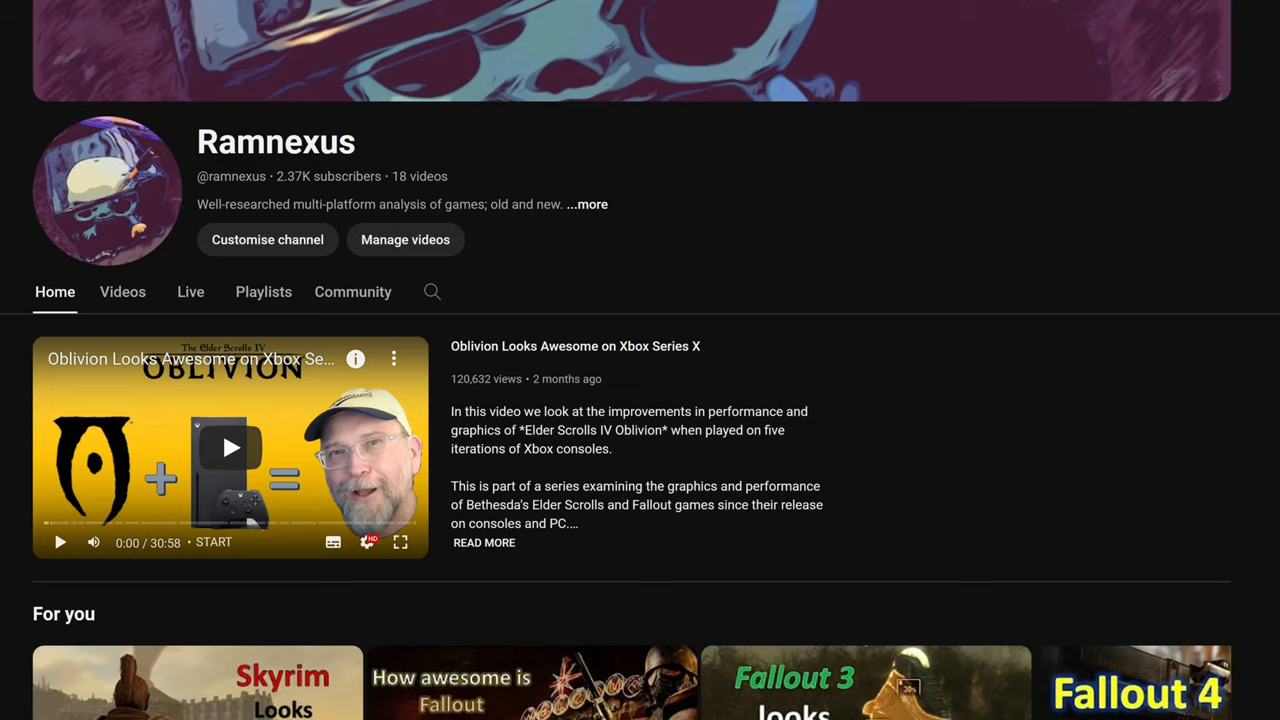 Ramnexus
@ramnexus · 2.37K subscribers · 18 videos
Well-researched multi-platform analysis of games; old and new. ...more
Customise channel
Manage videos
Home
Videos
Live
Playlists
Community
The Elder Scrolls IV
OBLIVION
Oblivion Looks Awesome on Xbox Se...
0:00 / 30:58 • START
HD
Oblivion Looks Awesome on Xbox Series X
120,632 views • 2 months ago
In this video we look at the improvements in performance and
graphics of *Elder Scrolls IV Oblivion* when played on five
iterations of Xbox consoles.
This is part of a series examining the graphics and performance
of Bethesda's Elder Scrolls and Fallout games since their release
on consoles and PC....
READ MORE
For you
Skyrim
Looks
How awesome is
Fallout
Fallout 3
looks
Fallout 4